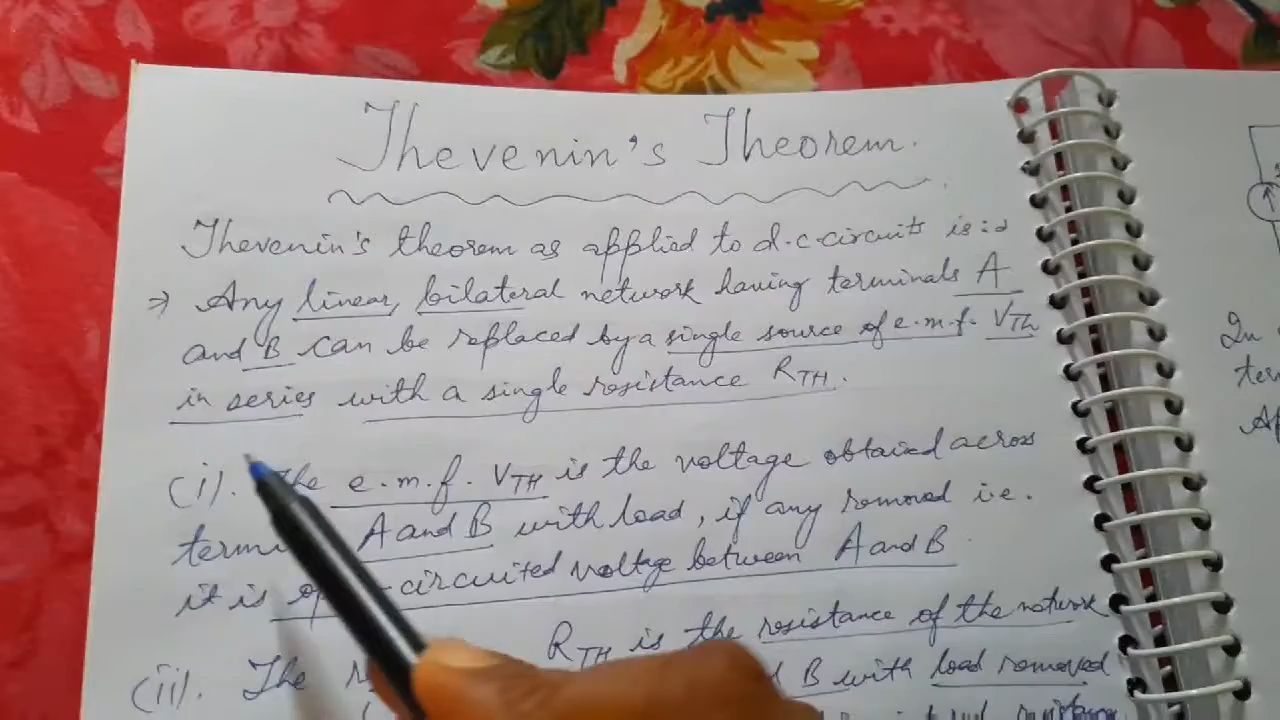 Thevenin's Theorem.
Thevenin's theorem as applied to d.c. circuits is :-
→ Any linear, bilateral network having terminals A
and B can be replaced by a single source of e.m.f. VTh
in series with a single resistance RTH.
(i). The e.m.f. VTH is the voltage obtained across
A and B with load, if any removed i.e.
it is circuited voltage between A and B.
(ii). The RTH is the resistance of the network
B with load removed
In